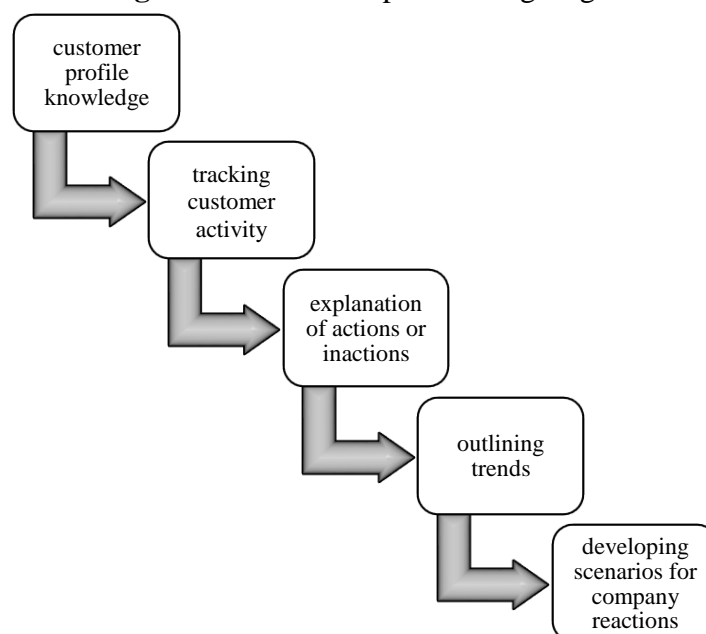 customer
profile
knowledge
tracking
customer
activity
explanation
of actions or
inactions
outlining
trends
developing
scenarios for
company
reactions